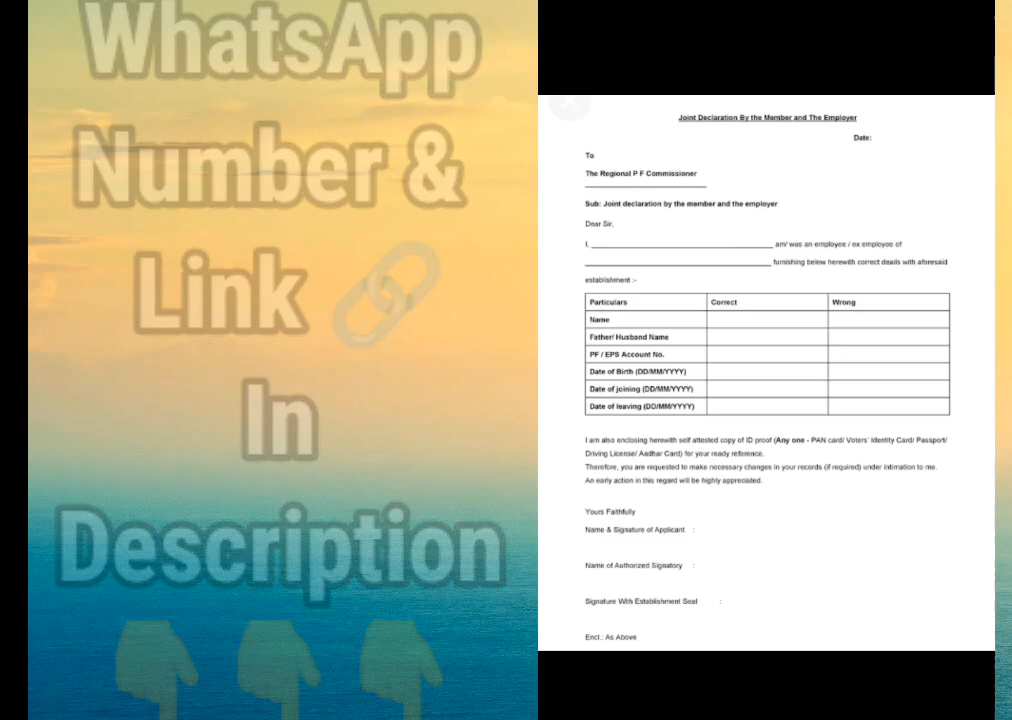 WhatsApp
Number &
Link
In
Description
Joint Declaration By the Member and The Employer
Date:
To
The Regional P F Commissioner
Sub: Joint declaration by the member and the employer
Dear Sir,
I, ________________ am/ was an employee / ex employee of
________________ furnishing below herewith correct deails with aforesaid
establishment :-
Particulars Correct Wrong
Name
Father/ Husband Name
PF / EPS Account No.
Date of Birth (DD/MM/YYYY)
Date of joining (DD/MM/YYYY)
Date of leaving (DD/MM/YYYY)
I am also enclosing herewith self attested copy of ID proof (Any one - PAN card/ Voters' Identity Card/ Passport/
Driving License/ Aadhar Card) for your ready reference.
Therefore, you are requested to make necessary changes in your records (if required) under intimation to me.
An early action in this regard will be highly appreciated.
Yours Faithfully
Name & Signature of Applicant :
Name of Authorized Signatory :
Signature With Establishment Seal :
Encl.: As Above